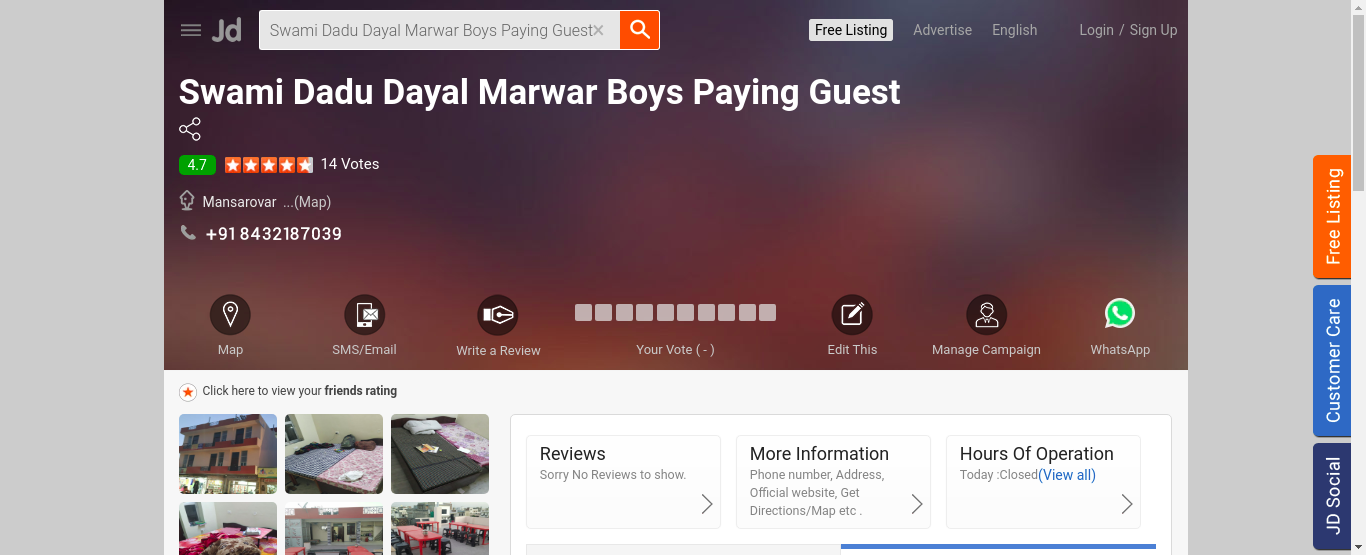 Jd
Swami Dadu Dayal Marwar Boys Paying Guest
Free Listing
Advertise
English
Login / Sign Up
Swami Dadu Dayal Marwar Boys Paying Guest
4.7 14 Votes
Mansarovar ...(Map)
+91 8432187039
Map
SMS/Email
Write a Review
Your Vote ( - )
Edit This
Manage Campaign
WhatsApp
Click here to view your friends rating
Reviews
Sorry No Reviews to show.
More Information
Phone number, Address,
Official website, Get
Directions/Map etc .
Hours Of Operation
Today :Closed(View all)
Free Listing
Customer Care
JD Social